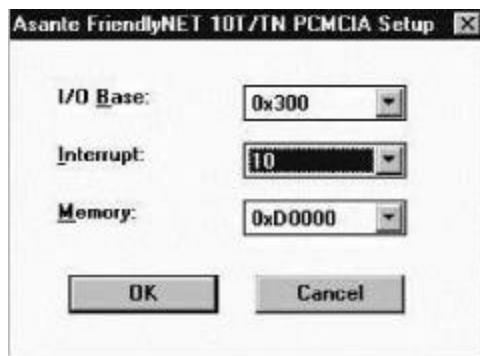 Asante FriendlyNET 10T/TN PCMCIA Setup
I/O Base: 0x300
Interrupt: 10
Memory: 0xD0000
OK Cancel